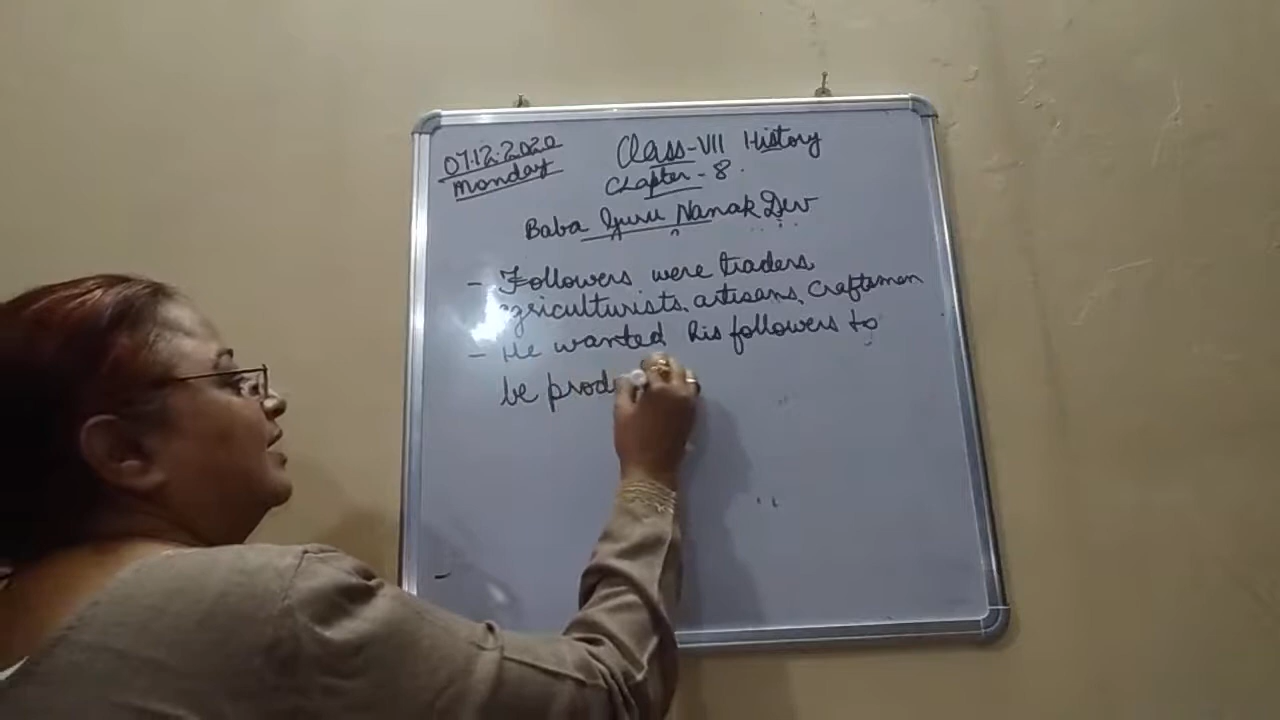 07.12.2020
Monday
Class-VII History
Chapter-8.
Baba Guru Nanak Dev
- Followers were traders,
agriculturists, artisans, craftsmen
- He wanted his followers to
be prod